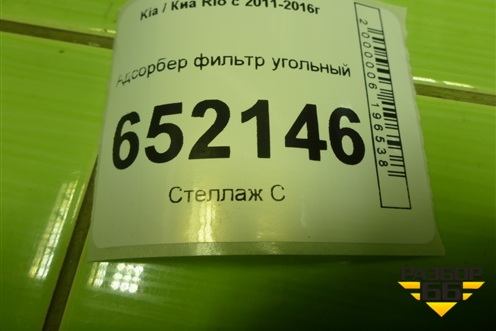 Kia / Киа Rio с 2011-2016г
Адсорбер фильтр угольный
652146
Стеллаж С
2000006196538
РАЗБОР
66